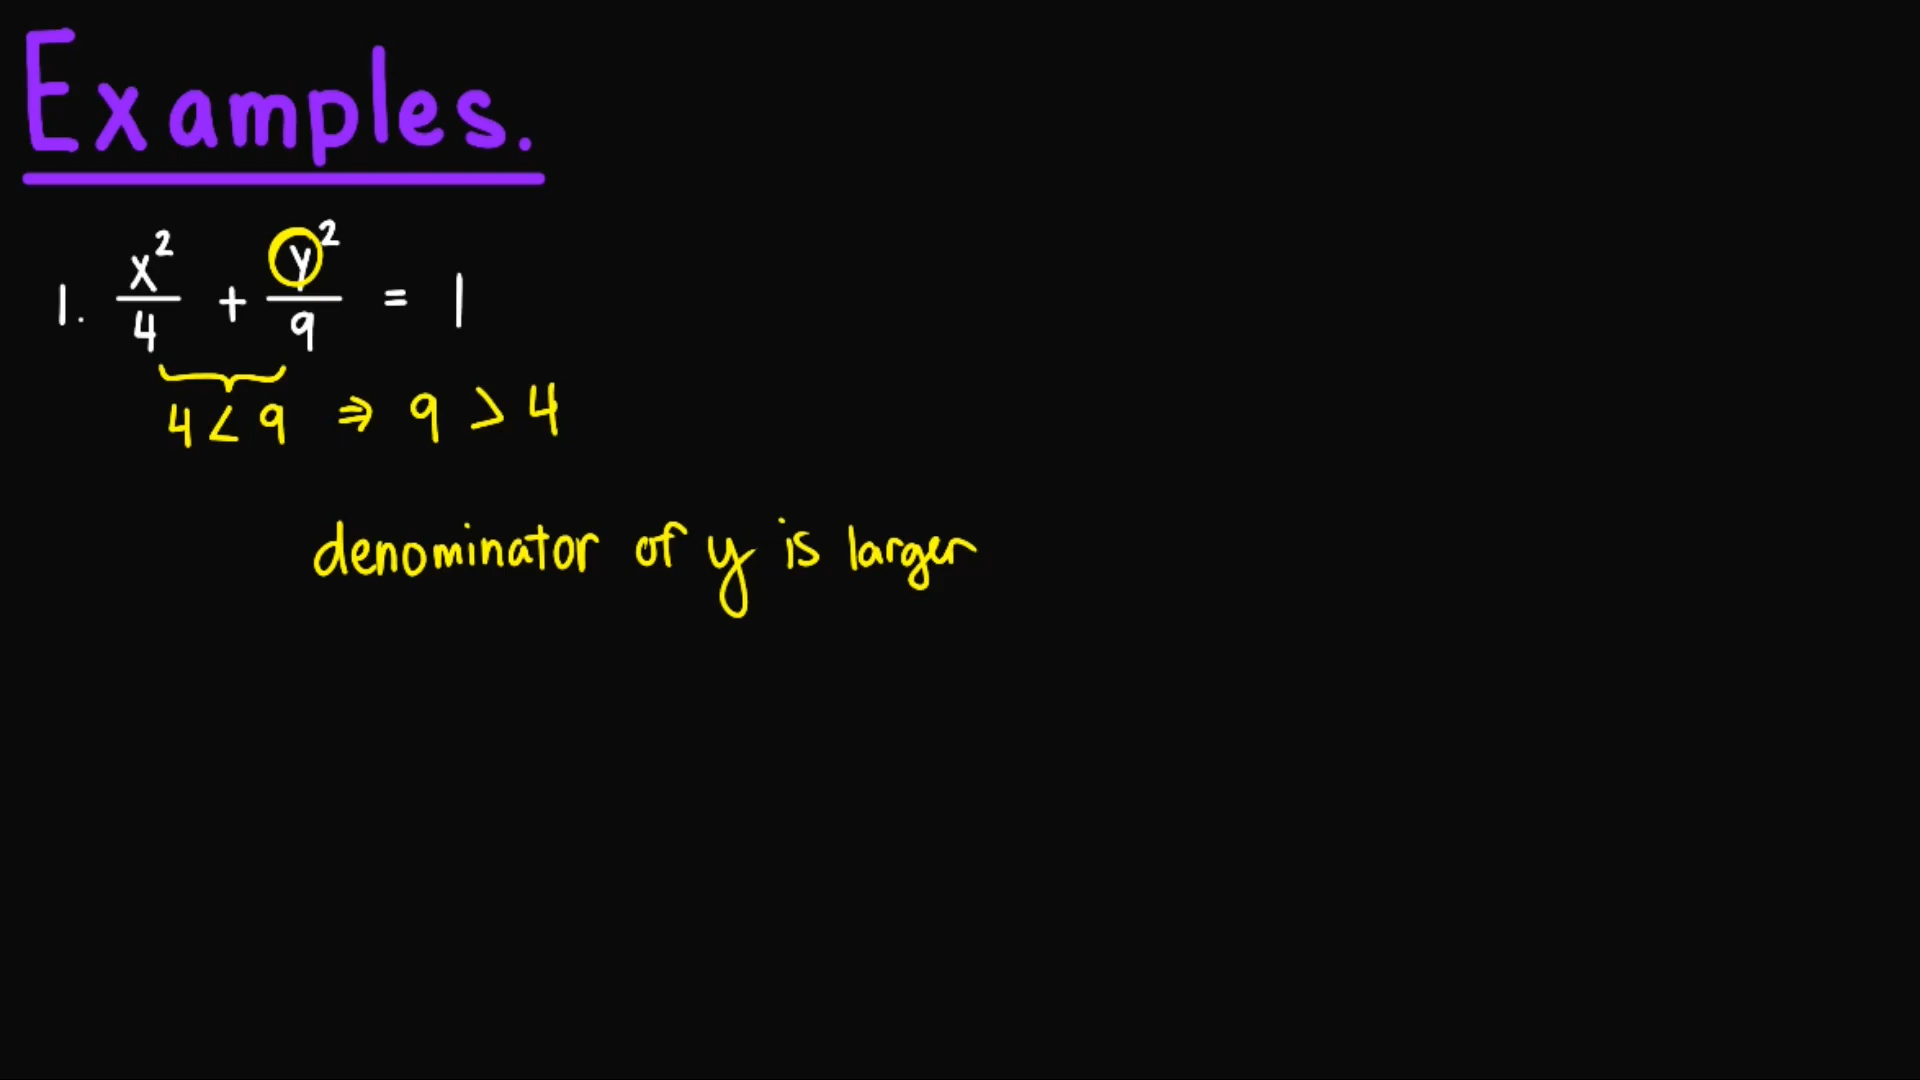 Examples.
1. x²/4 + y²/9 = 1
4 < 9 ⇒ 9 > 4
denominator of y is larger